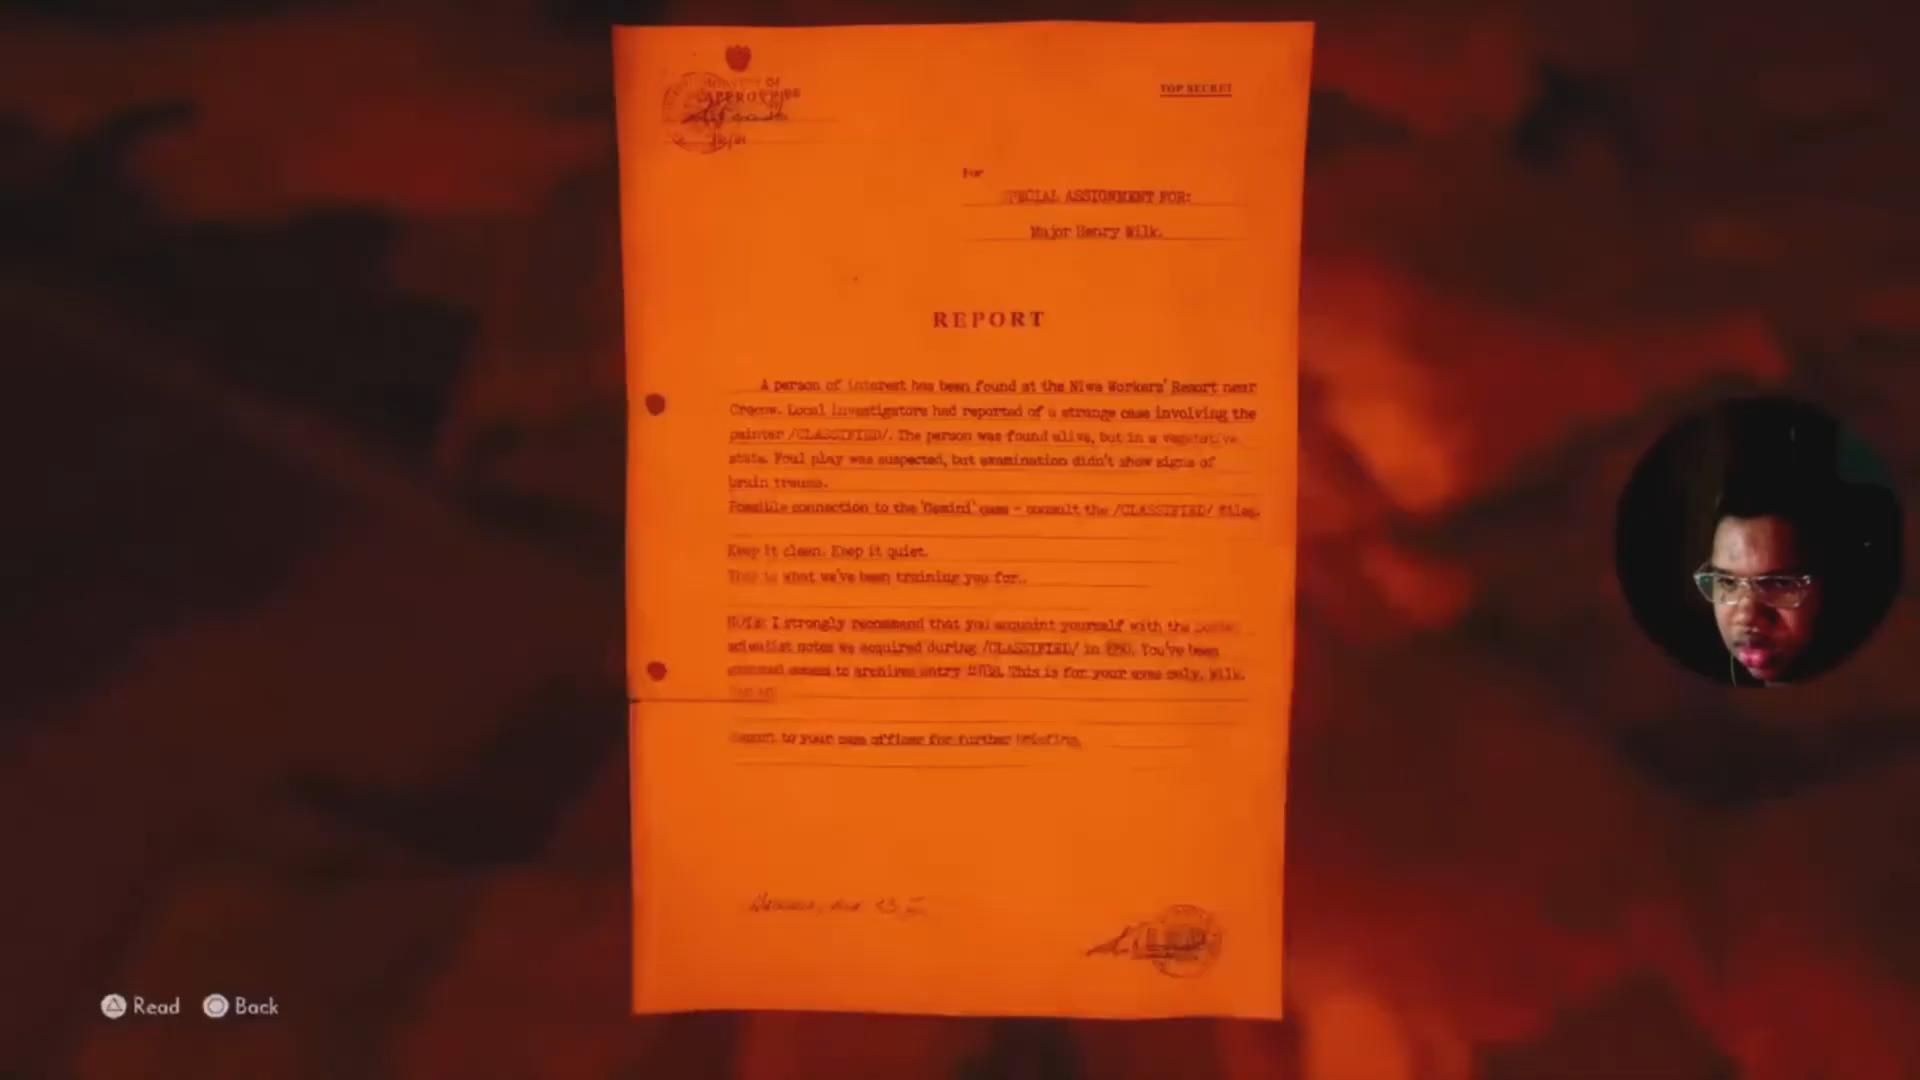 APPROVED
TOP SECRET
For
SPECIAL ASSIGNMENT FOR:
Major Henry Wilk.
REPORT
A person of interest has been found at the Niwa Workers' Resort near
Cracow. Local investigators had reported of a strange case involving the
painter /CLASSIFIED/. The person was found alive, but in a vegetative
state. Foul play was suspected, but examination didn't show signs of
brain trauma.
Possible connection to the 'Gemini' case - consult the /CLASSIFIED/ files.
Keep it clean. Keep it quiet.
This is what we've been training you for.
NOTE: I strongly recommend that you acquaint yourself with the
scientist notes we acquired during /CLASSIFIED/ in You've been
granted access to archives entry This is for your eyes only, Wilk.
Report to your case officer for further briefing.
Read
Back